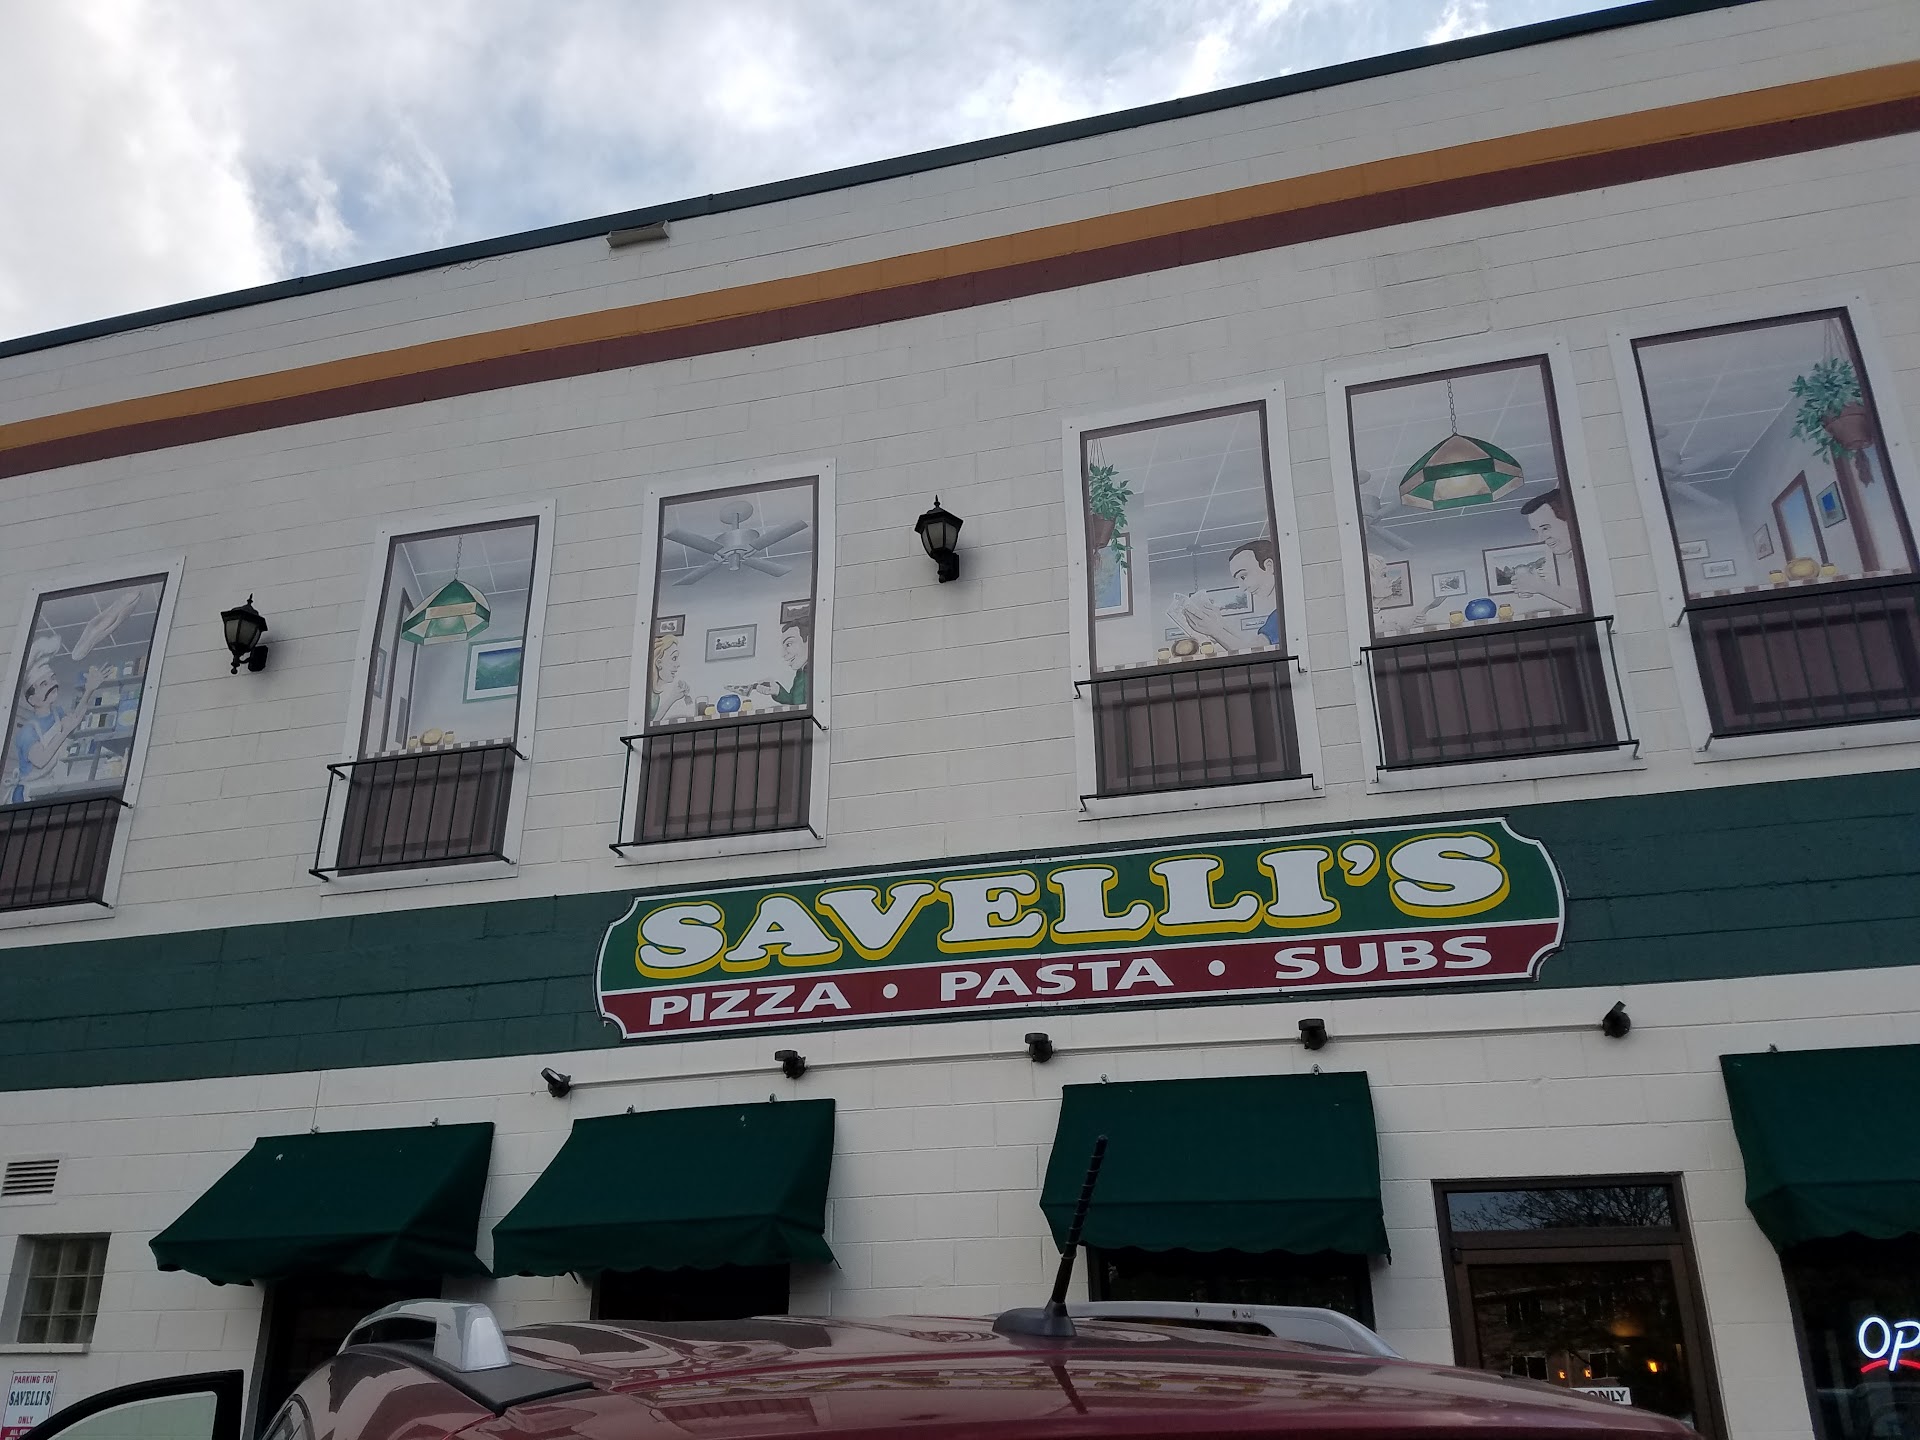 SAVELLI'S
PIZZA • PASTA • SUBS
PARKING FOR
SAVELLI'S
ONLY
ONLY
OP